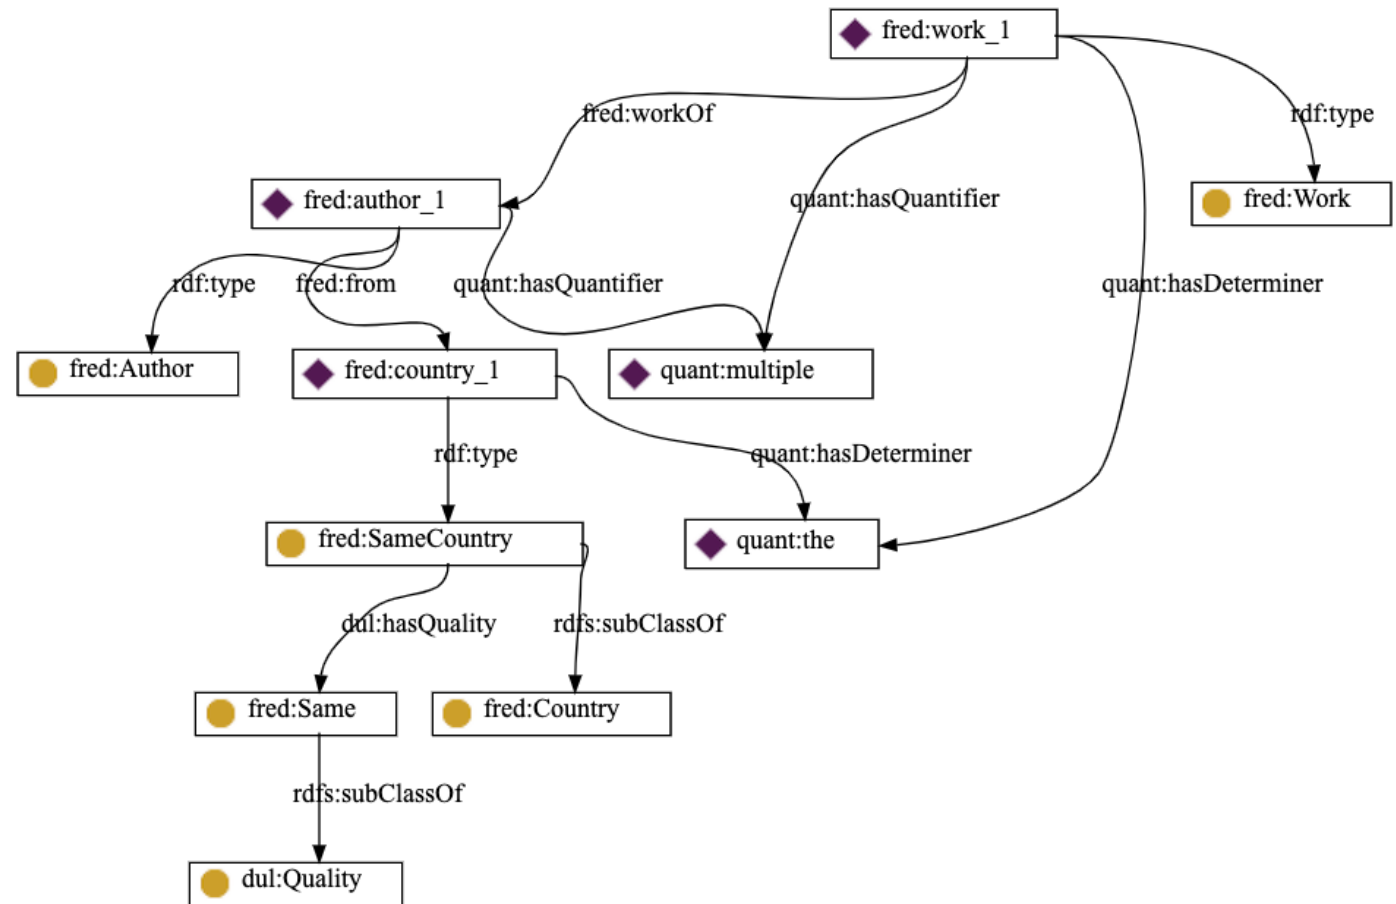 fred:work_1
fred:workOf
rdf:type
fred:author_1
quant:hasQuantifier
fred:Work
rdf:type
fred:from
quant:hasQuantifier
quant:hasDeterminer
fred:Author
fred:country_1
quant:multiple
rdf:type
quant:hasDeterminer
fred:SameCountry
quant:the
dul:hasQuality
rdfs:subClassOf
fred:Same
fred:Country
rdfs:subClassOf
dul:Quality